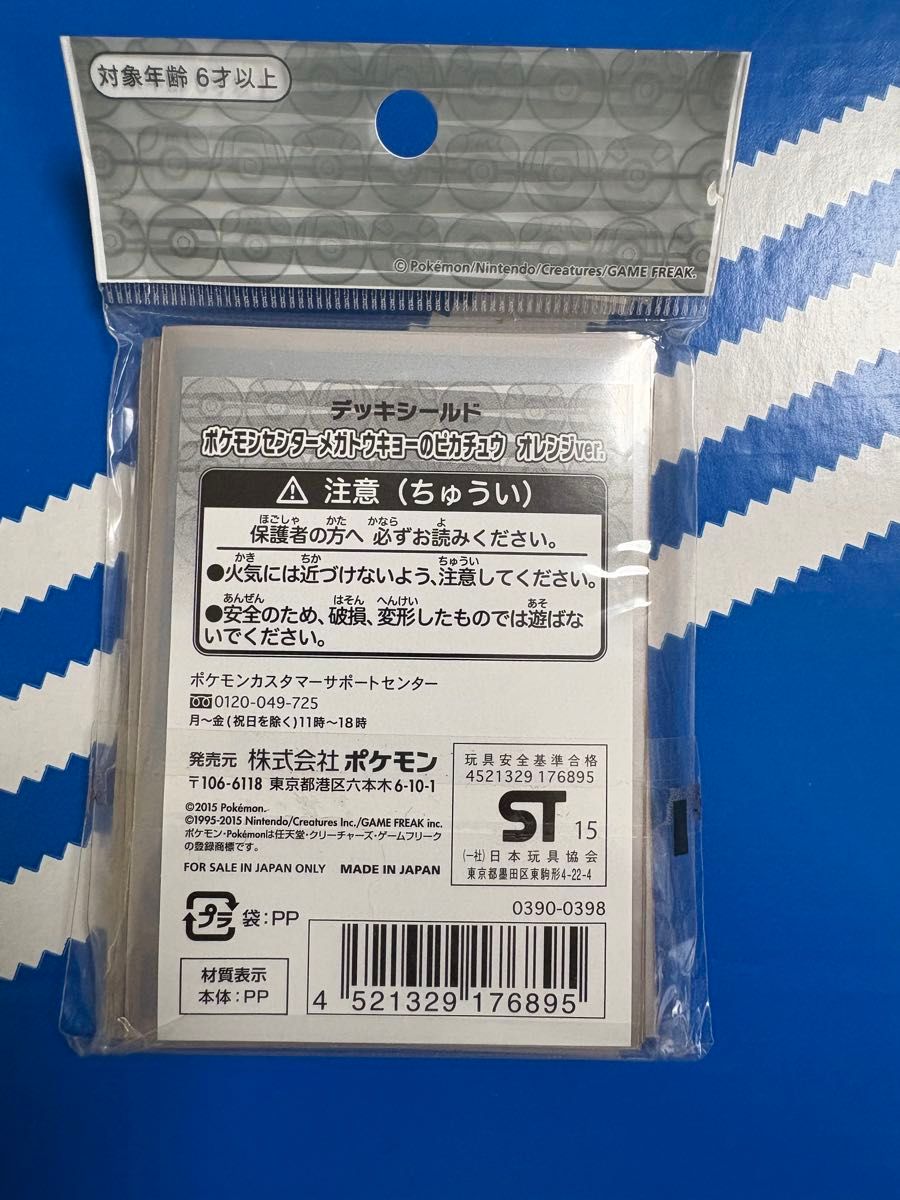 対象年齢 6才以上
© Pokémon/Nintendo/Creatures/GAME FREAK.
デッキシールド
ポケモンセンターメガトウキョーのピカチュウ オレンジver.
⚠ 注意（ちゅうい）
ほごしゃ かた かなら よ
保護者の方へ 必ずお読みください。
かき ちか ちゅうい
●火気には近づけないよう、注意してください。
あんぜん はそん へんけい あそ
●安全のため、破損、変形したものでは遊ばな
いでください。
ポケモンカスタマーサポートセンター
0120-049-725
月〜金(祝日を除く)11時〜18時
発売元 株式会社 ポケモン
〒106-6118 東京都港区六本木6-10-1
©2015 Pokémon.
©1995-2015 Nintendo/Creatures Inc./GAME FREAK inc.
ポケモン・Pokémonは任天堂・クリーチャーズ・ゲームフリーク
の登録商標です。
FOR SALE IN JAPAN ONLY MADE IN JAPAN
玩具安全基準合格
4521329 176895
ST 15
(一社)日本玩具協会
東京都墨田区東駒形4-22-4
プラ 袋:PP
0390-0398
材質表示
本体:PP
4 521329 176895